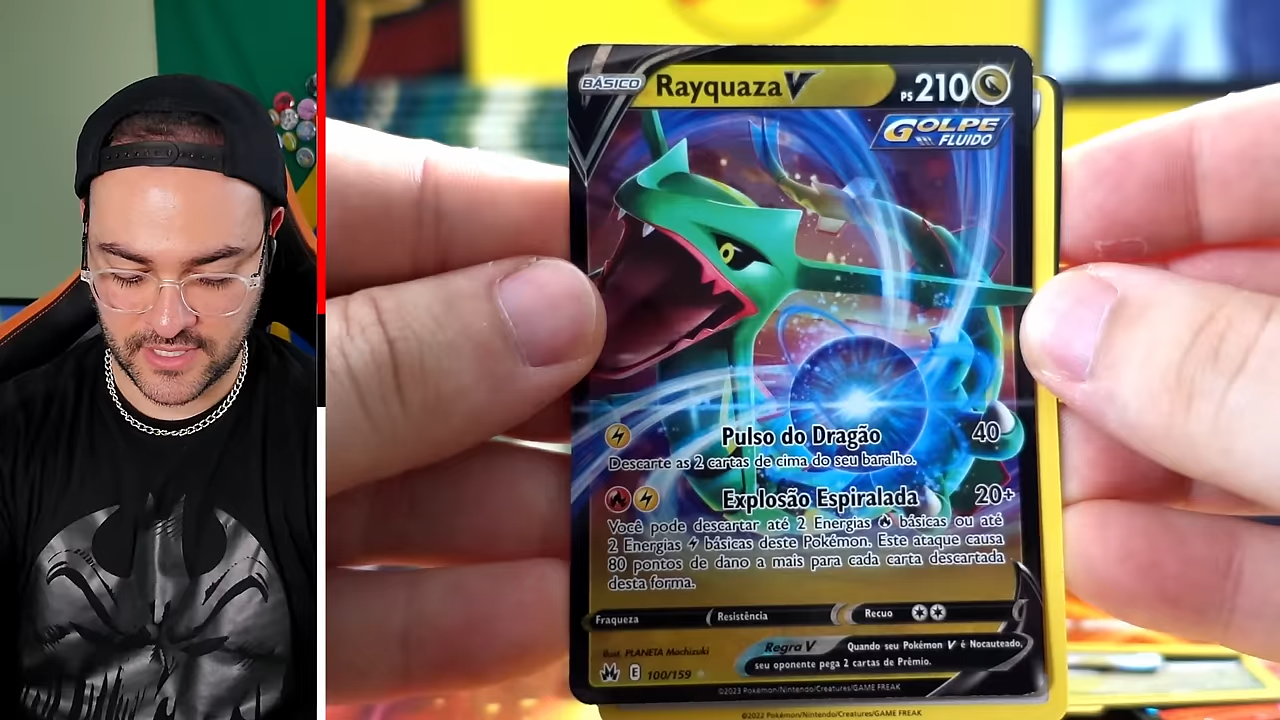 BÁSICO Rayquaza V PS 210
GOLPE
FLUIDO
Pulso do Dragão 40
Descarte as 2 cartas de cima do seu baralho.
Explosão Espiralada 20+
Você pode descartar até 2 Energias básicas ou até
2 Energias básicas deste Pokémon. Este ataque causa
80 pontos de dano a mais para cada carta descartada
desta forma.
Fraqueza Resistência Recuo
Regra V Quando seu Pokémon V é Nocauteado,
seu oponente pega 2 cartas de Prêmio.
Ilust. PLANETA Mochizuki
E 100/159
©2023 Pokémon/Nintendo/Creatures/GAME FREAK
©2022 Pokémon/Nintendo/Creatures/GAME FREAK